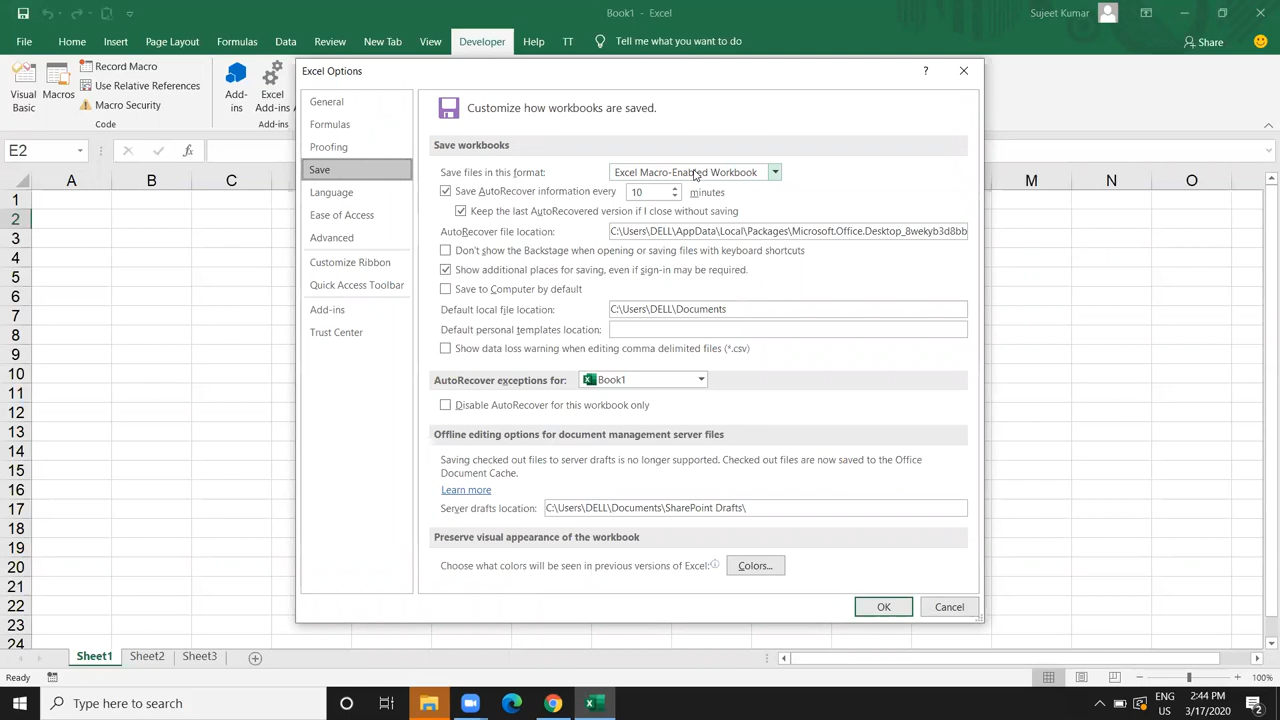 Book1 - Excel
Sujeet Kumar
File Home Insert Page Layout Formulas Data Review New Tab View Developer Help TT Tell me what you want to do Share
Visual Basic
Macros
Record Macro
Use Relative References
Macro Security
Code
Add-ins
Excel Add-ins
Add-ins
E2
fx
A B C M N O
1
2
3
4
5
6
7
8
9
10
11
12
13
14
15
16
17
18
19
20
21
22
23
24
Excel Options
?
General
Formulas
Proofing
Save
Language
Ease of Access
Advanced
Customize Ribbon
Quick Access Toolbar
Add-ins
Trust Center
Customize how workbooks are saved.
Save workbooks
Save files in this format: Excel Macro-Enabled Workbook
Save AutoRecover information every 10 minutes
Keep the last AutoRecovered version if I close without saving
AutoRecover file location: C:\Users\DELL\AppData\Local\Packages\Microsoft.Office.Desktop_8wekyb3d8bb
Don't show the Backstage when opening or saving files with keyboard shortcuts
Show additional places for saving, even if sign-in may be required.
Save to Computer by default
Default local file location: C:\Users\DELL\Documents
Default personal templates location:
Show data loss warning when editing comma delimited files (*.csv)
AutoRecover exceptions for: Book1
Disable AutoRecover for this workbook only
Offline editing options for document management server files
Saving checked out files to server drafts is no longer supported. Checked out files are now saved to the Office
Document Cache.
Learn more
Server drafts location: C:\Users\DELL\Documents\SharePoint Drafts\
Preserve visual appearance of the workbook
Choose what colors will be seen in previous versions of Excel: Colors...
OK Cancel
Sheet1 Sheet2 Sheet3
Ready
100%
Type here to search
ENG
2:44 PM
3/17/2020
2